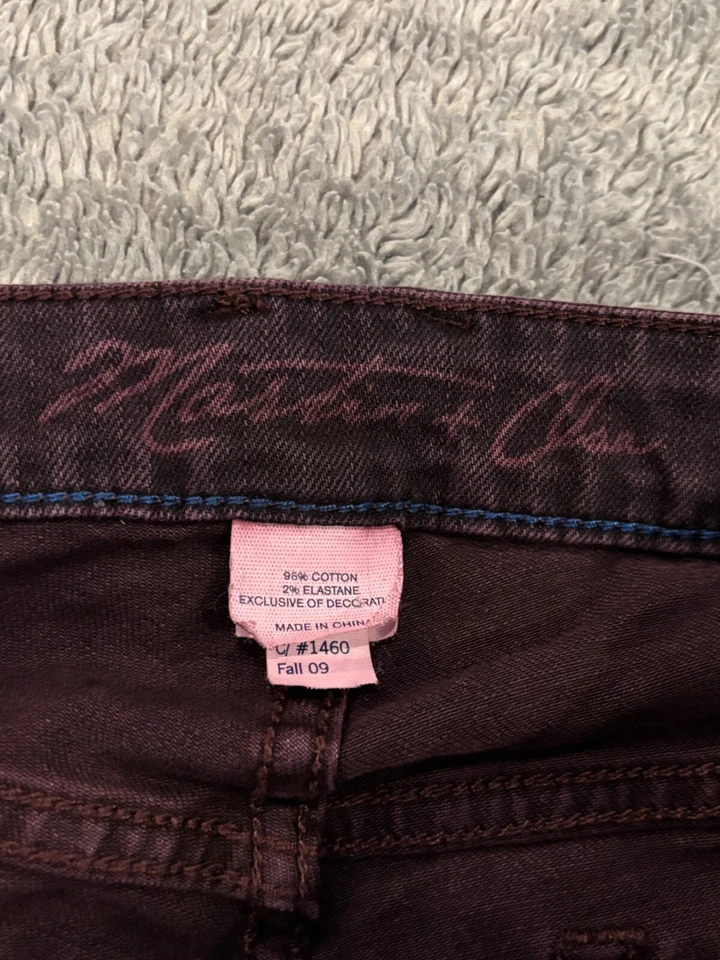 Martin + Osa
98% COTTON
2% ELASTANE
EXCLUSIVE OF DECORATI
MADE IN CHINA
C/ #1460
Fall 09